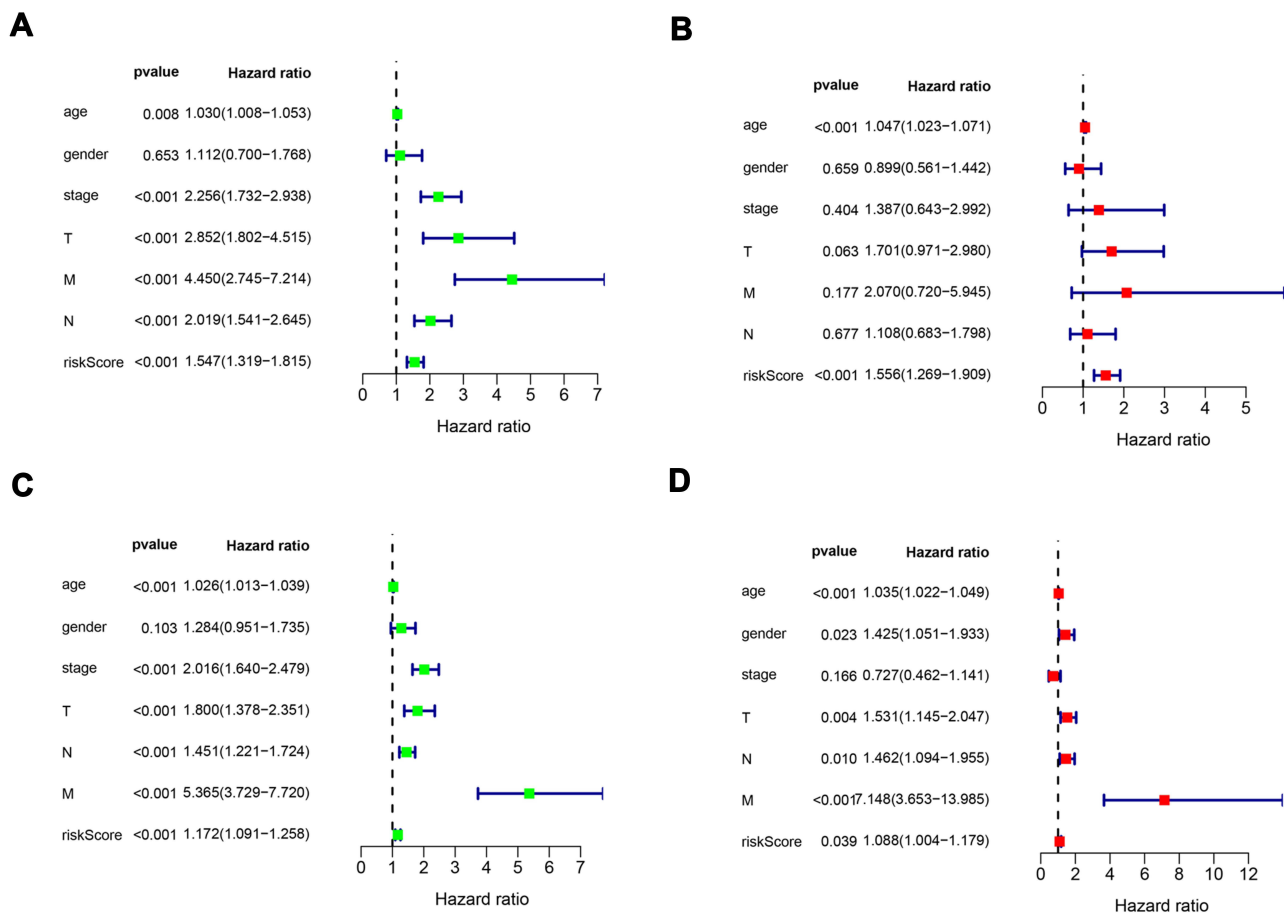 A
pvalue Hazard ratio
age 0.008 1.030(1.008−1.053)
gender 0.653 1.112(0.700−1.768)
stage <0.001 2.256(1.732−2.938)
T <0.001 2.852(1.802−4.515)
M <0.001 4.450(2.745−7.214)
N <0.001 2.019(1.541−2.645)
riskScore <0.001 1.547(1.319−1.815)
0 1 2 3 4 5 6 7
Hazard ratio
B
pvalue Hazard ratio
age <0.001 1.047(1.023−1.071)
gender 0.659 0.899(0.561−1.442)
stage 0.404 1.387(0.643−2.992)
T 0.063 1.701(0.971−2.980)
M 0.177 2.070(0.720−5.945)
N 0.677 1.108(0.683−1.798)
riskScore <0.001 1.556(1.269−1.909)
0 1 2 3 4 5
Hazard ratio
C
pvalue Hazard ratio
age <0.001 1.026(1.013−1.039)
gender 0.103 1.284(0.951−1.735)
stage <0.001 2.016(1.640−2.479)
T <0.001 1.800(1.378−2.351)
N <0.001 1.451(1.221−1.724)
M <0.001 5.365(3.729−7.720)
riskScore <0.001 1.172(1.091−1.258)
0 1 2 3 4 5 6 7
Hazard ratio
D
pvalue Hazard ratio
age <0.001 1.035(1.022−1.049)
gender 0.023 1.425(1.051−1.933)
stage 0.166 0.727(0.462−1.141)
T 0.004 1.531(1.145−2.047)
N 0.010 1.462(1.094−1.955)
M <0.001 7.148(3.653−13.985)
riskScore 0.039 1.088(1.004−1.179)
0 2 4 6 8 10 12
Hazard ratio